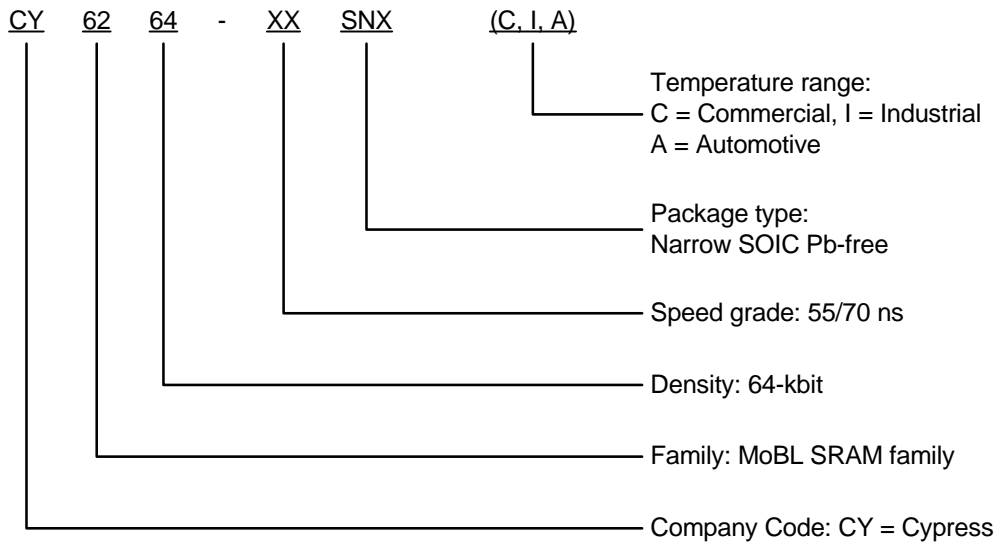 CY 62 64 - XX SNX (C, I, A)
Temperature range:
C = Commercial, I = Industrial
A = Automotive
Package type:
Narrow SOIC Pb-free
Speed grade: 55/70 ns
Density: 64-kbit
Family: MoBL SRAM family
Company Code: CY = Cypress